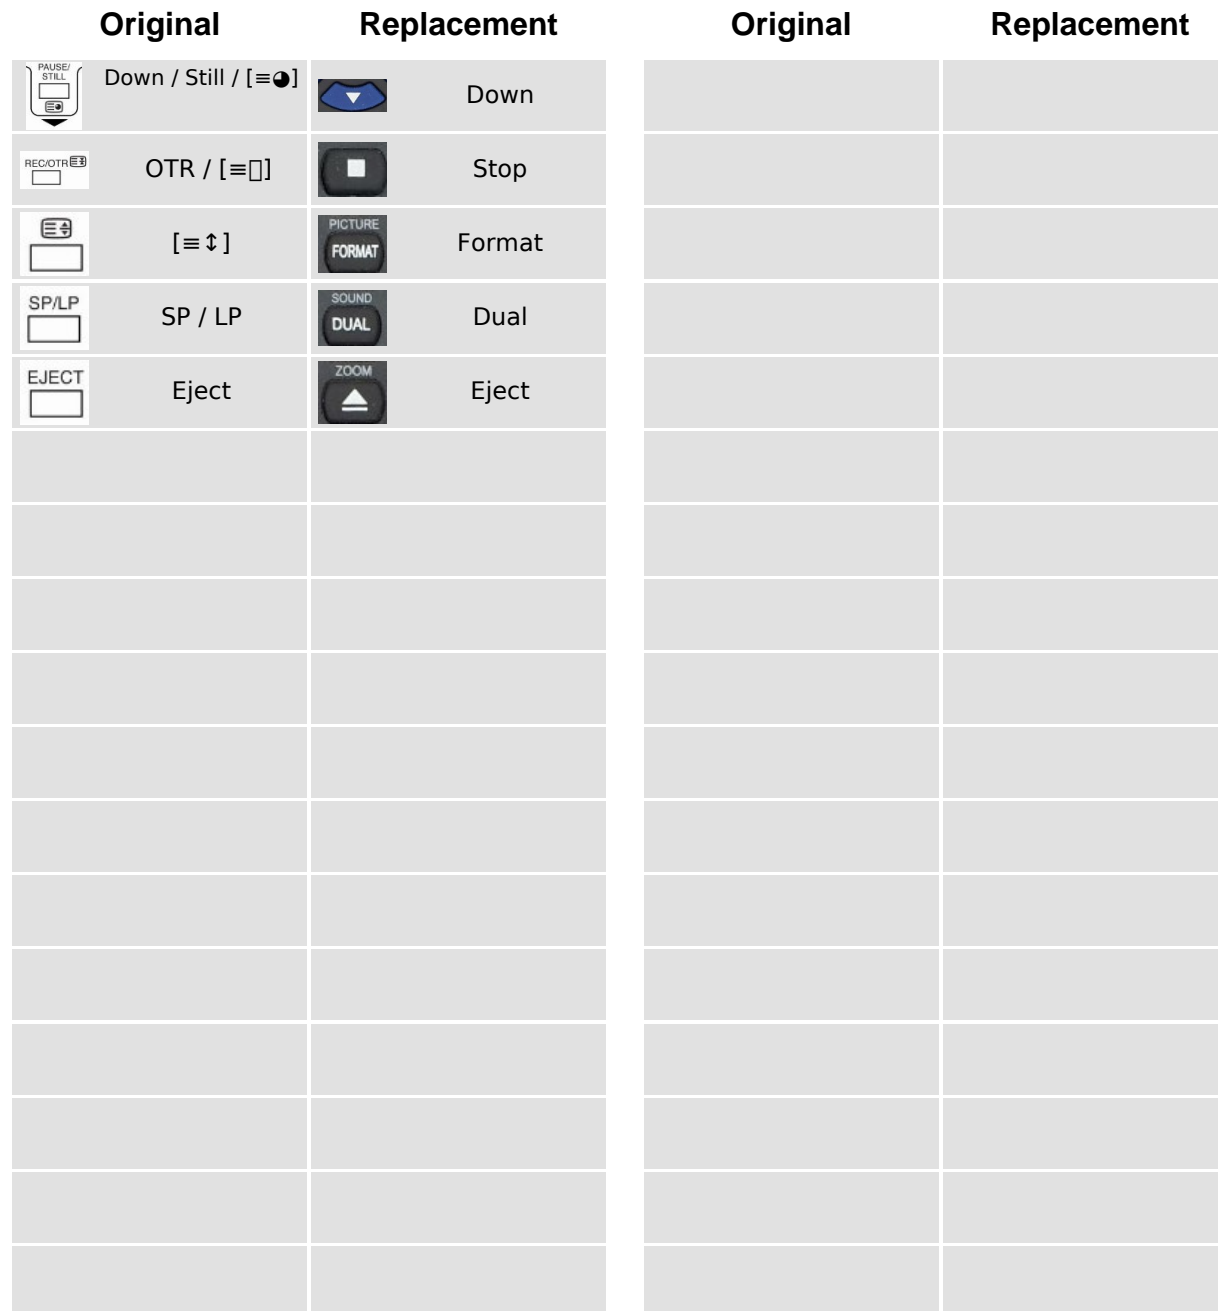 Original Replacement Original Replacement
PAUSE/
STILL
Down / Still / [≡◕] Down
REC/OTR OTR / [≡▯] Stop
[≡↕] PICTURE
FORMAT Format
SP/LP SP / LP SOUND
DUAL Dual
EJECT Eject ZOOM Eject